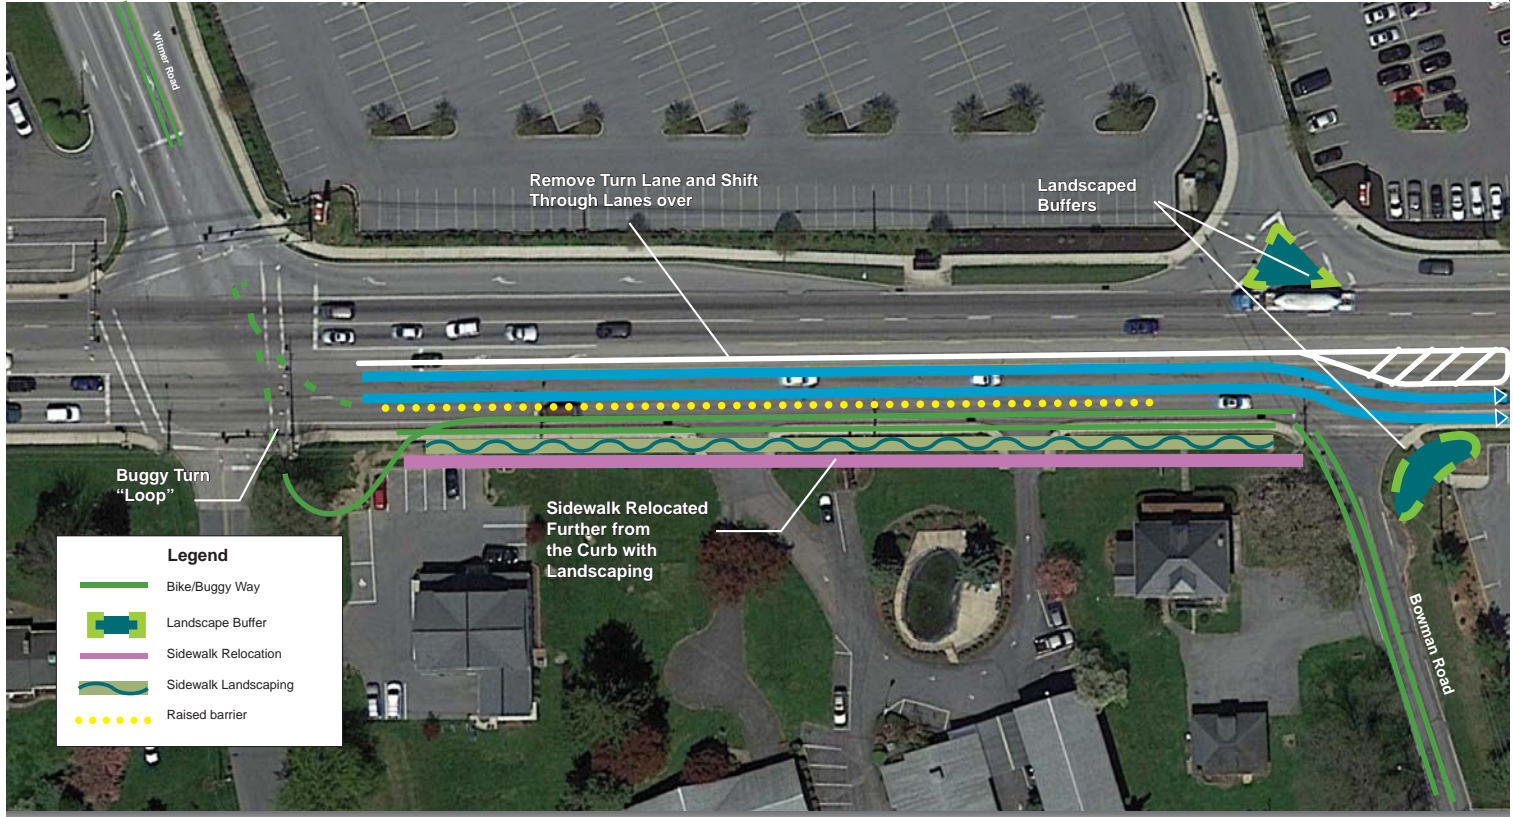 Witmer Road
Remove Turn Lane and Shift
Through Lanes over
Landscaped
Buffers
Buggy Turn
“Loop”
Sidewalk Relocated
Further from
the Curb with
Landscaping
Legend
Bike/Buggy Way
Landscape Buffer
Sidewalk Relocation
Sidewalk Landscaping
Raised barrier
Bowman Road